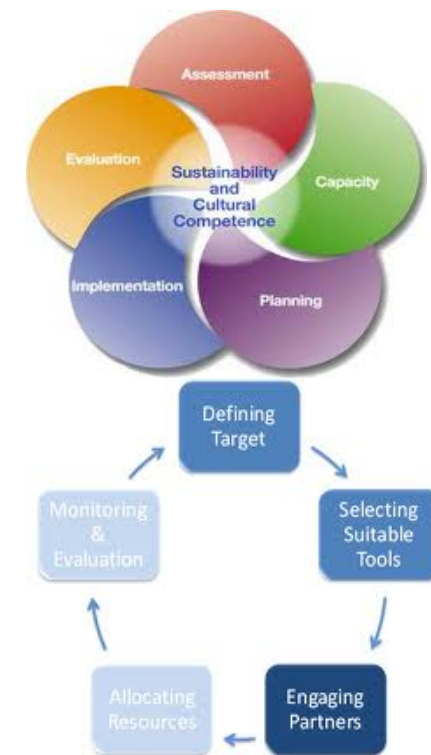 Assessment
Evaluation
Sustainability
and
Cultural
Competence
Capacity
Implementation
Planning
Defining
Target
Monitoring
&
Evaluation
Selecting
Suitable
Tools
Allocating
Resources
Engaging
Partners